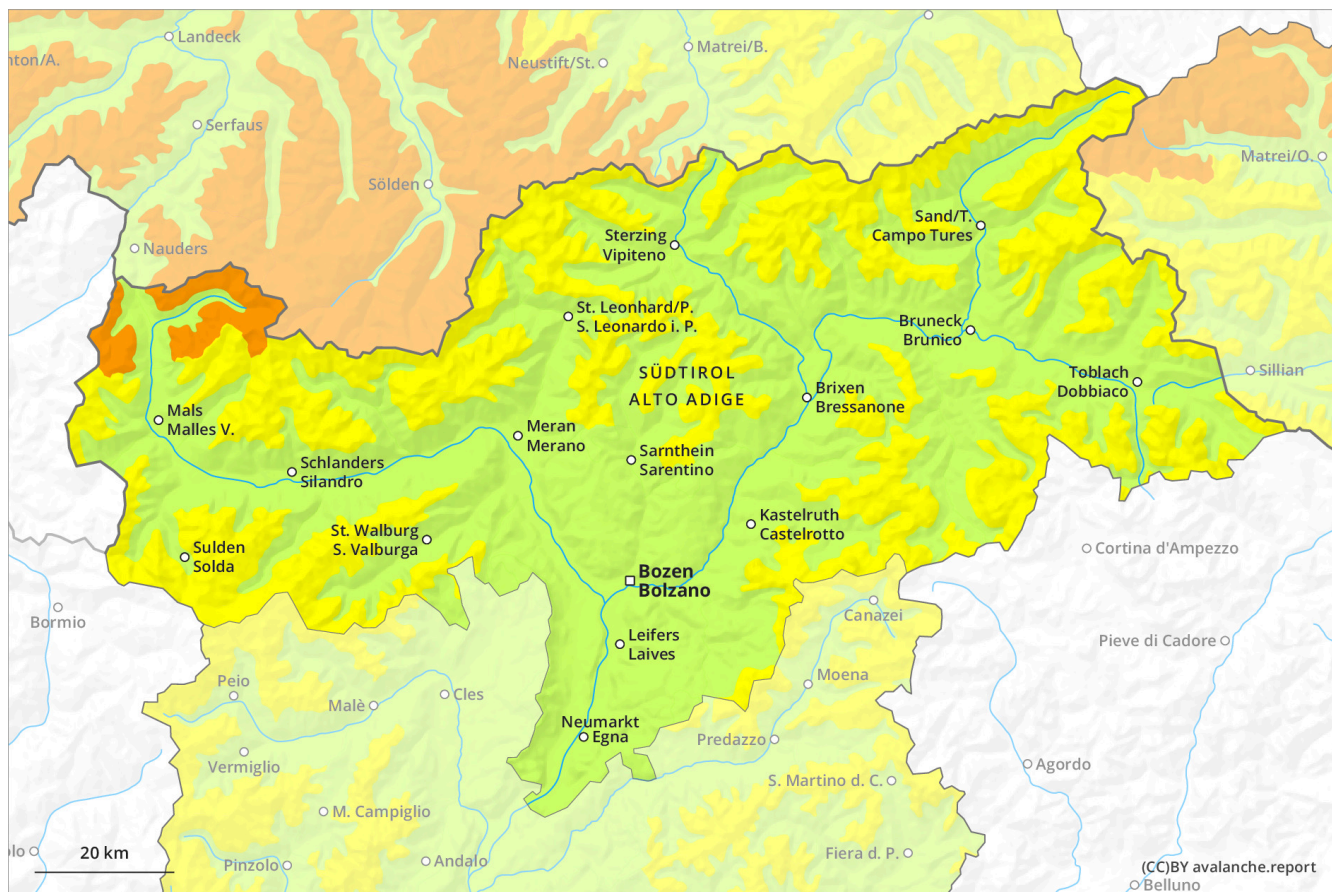 Landeck
nton/A.
Matrei/B.
Neustift/St.
Serfaus
Matrei/O.
Sölden
Nauders
Sand/T.
Campo Tures
Sterzing
Vipiteno
St. Leonhard/P.
S. Leonardo i. P.
Bruneck
Brunico
SÜDTIROL
ALTO ADIGE
Toblach
Dobbiaco
Sillian
Brixen
Bressanone
Mals
Malles V.
Meran
Merano
Schlanders
Silandro
Sarnthein
Sarentino
Kastelruth
Castelrotto
St. Walburg
S. Valburga
Sulden
Solda
Cortina d'Ampezzo
Bozen
Bolzano
Bormio
Canazei
Leifers
Laives
Pieve di Cadore
Peio
Moena
Cles
Malè
Neumarkt
Egna
Predazzo
Vermiglio
Agordo
S. Martino d. C.
M. Campiglio
olo
20 km
Pinzolo
Andalo
Fiera d. P.
(CC)BY avalanche.report
Belluno